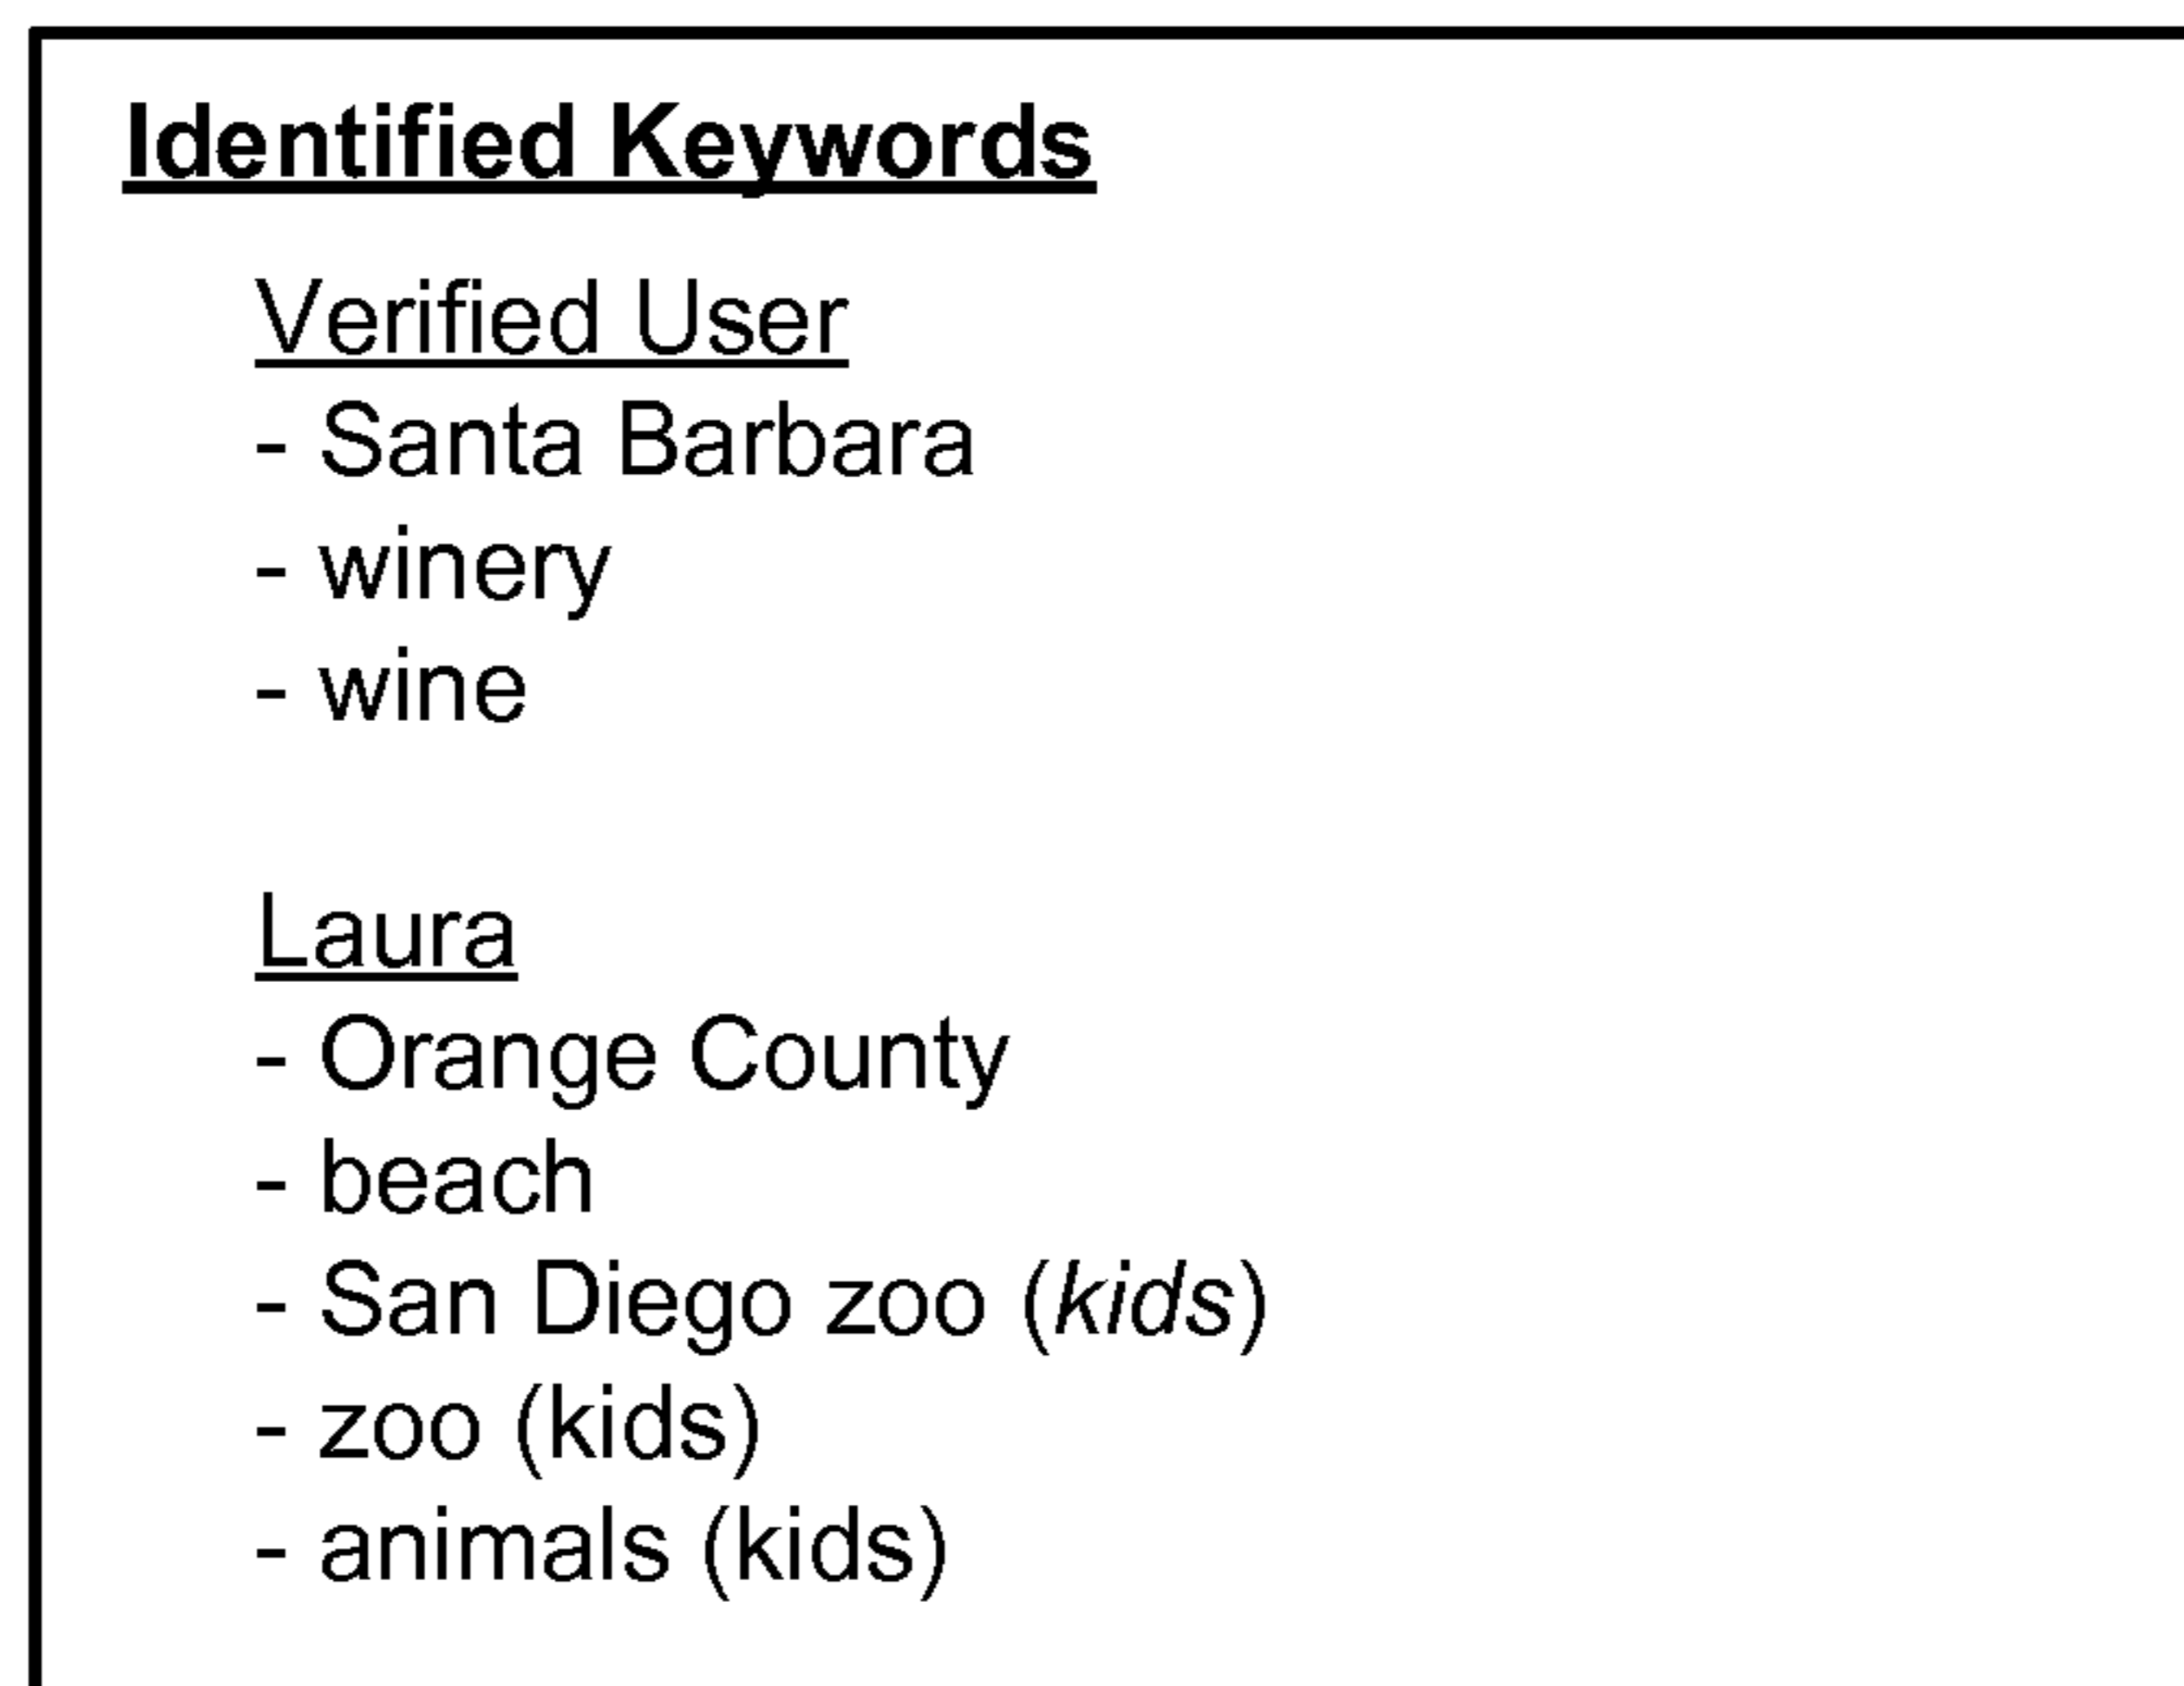 Identified Keywords
Verified User
- Santa Barbara
- winery
- wine
Laura
- Orange County
- beach
- San Diego zoo (kids)
- zoo (kids)
- animals (kids)